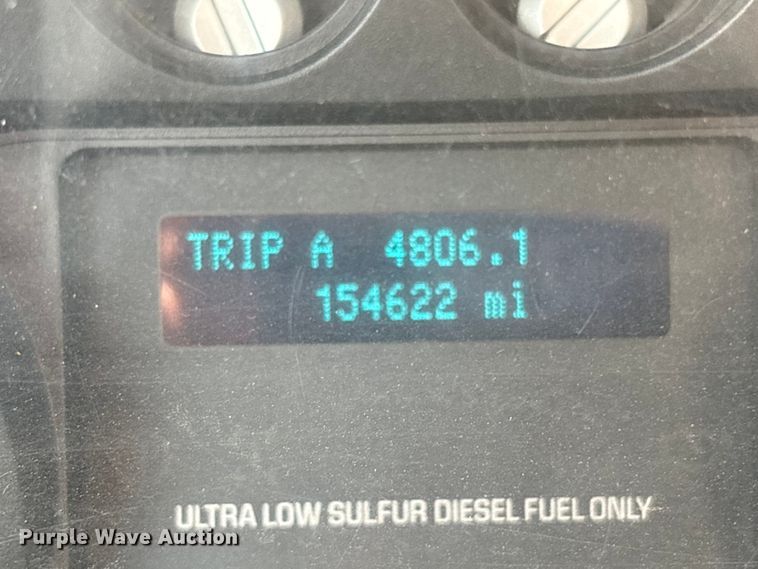 TRIP A 4806.1
154622 mi
ULTRA LOW SULFUR DIESEL FUEL ONLY
Purple Wave Auction